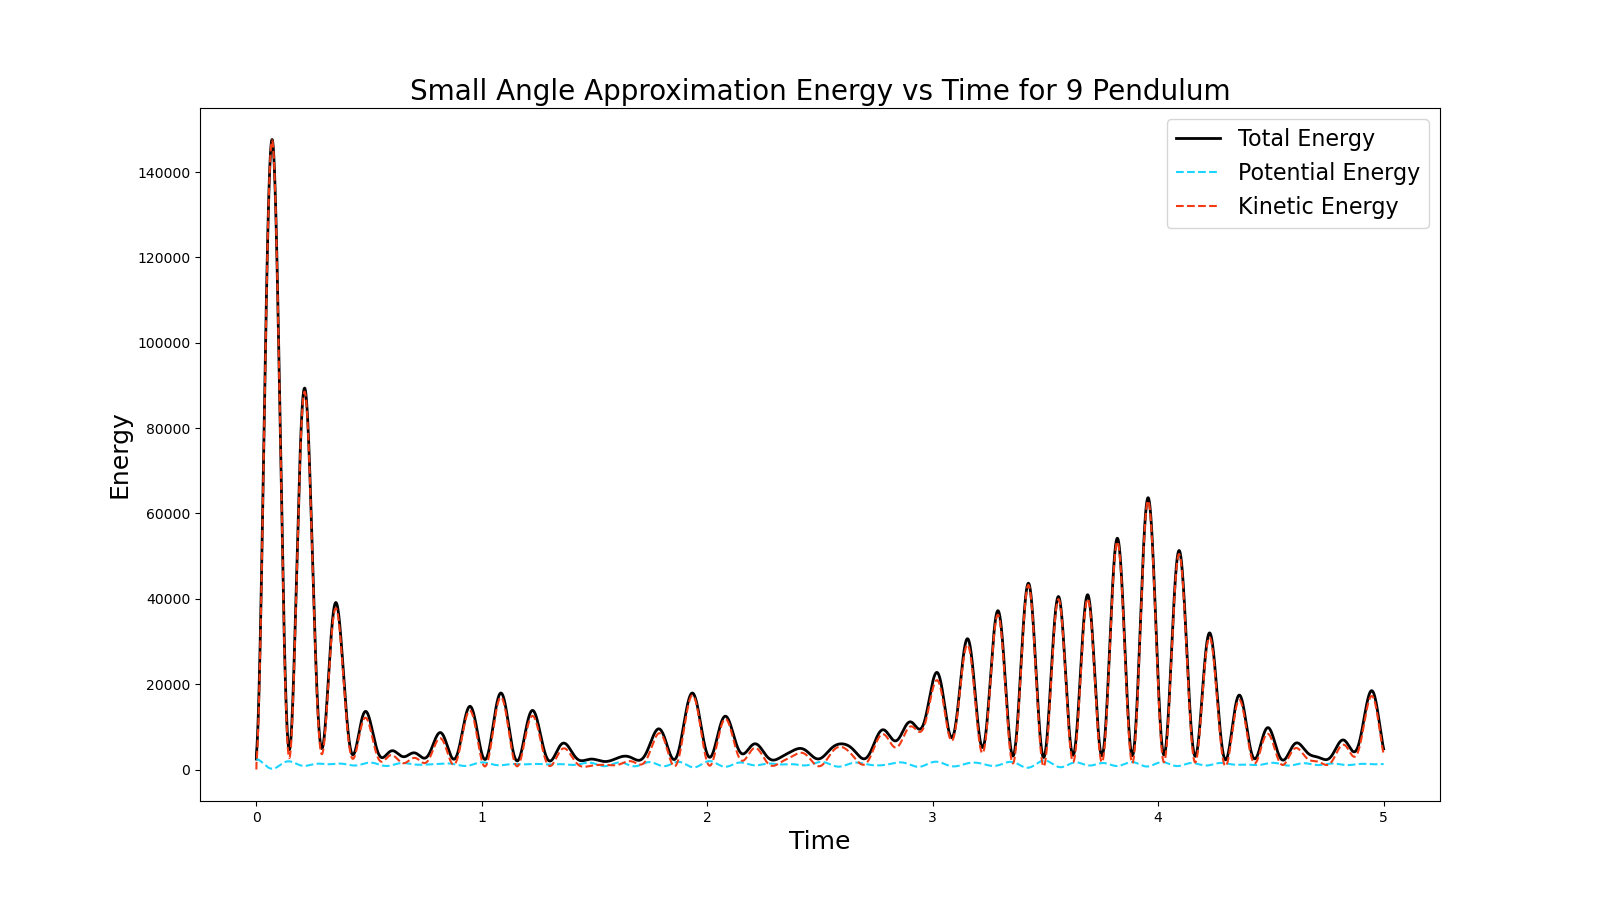 Small Angle Approximation Energy vs Time for 9 Pendulum
Total Energy
Potential Energy
Kinetic Energy
140000
120000
100000
80000
60000
40000
20000
0
Energy
0 1 2 3 4 5
Time